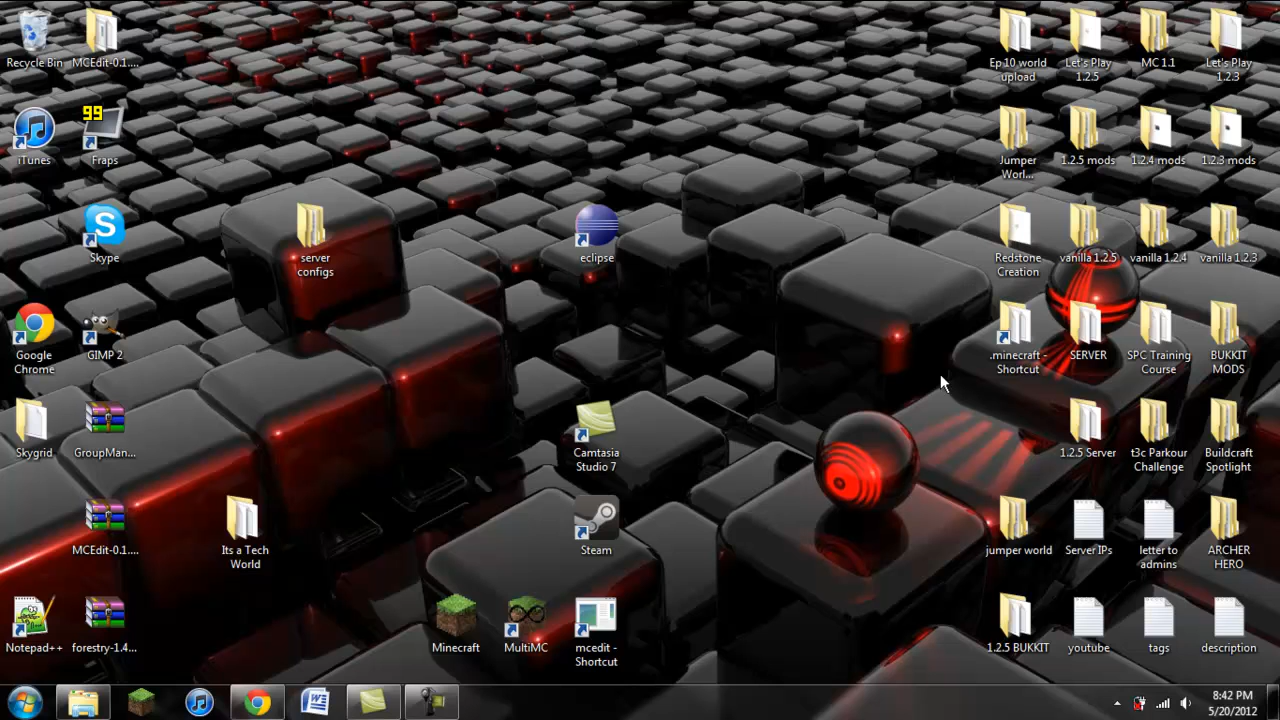 Recycle Bin
MCEdit-0.1....
Ep 10 world
upload
Let's Play
1.2.5
MC 1.1
Let's Play
1.2.3
99
iTunes
Fraps
Jumper
Worl...
1.2.5 mods
1.2.4 mods
1.2.3 mods
S
Skype
server
configs
eclipse
Redstone
Creation
vanilla 1.2.5
vanilla 1.2.4
vanilla 1.2.3
Google
Chrome
GIMP 2
.minecraft -
Shortcut
SERVER
SPC Training
Course
BUKKIT
MODS
Skygrid
GroupMan...
Camtasia
Studio 7
1.2.5 Server
t3c Parkour
Challenge
Buildcraft
Spotlight
MCEdit-0.1....
Its a Tech
World
Steam
jumper world
Server IPs
letter to
admins
ARCHER
HERO
Notepad++
forestry-1.4...
Minecraft
MultiMC
mcedit -
Shortcut
1.2.5 BUKKIT
youtube
tags
description
W
8:42 PM
5/20/2012